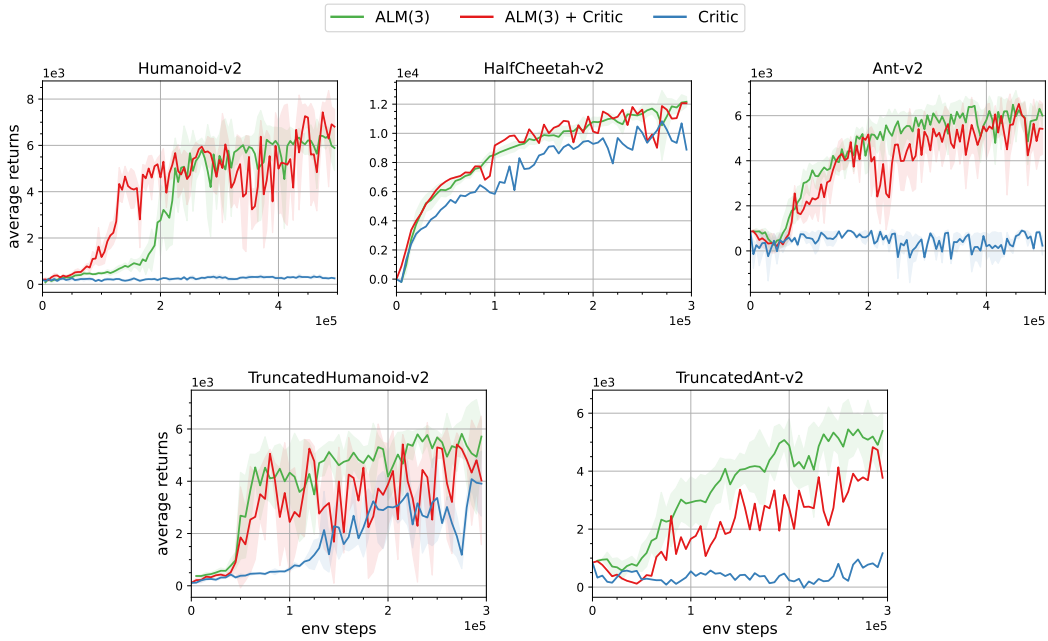 ALM(3) ALM(3) + Critic Critic
Humanoid-v2
1e3
average returns
8
6
4
2
0
0 2 4
1e5
HalfCheetah-v2
1e4
1.2
1.0
0.8
0.6
0.4
0.2
0.0
0 1 2 3
1e5
Ant-v2
1e3
6
4
2
0
0 2 4
1e5
TruncatedHumanoid-v2
1e3
average returns
6
4
2
0
0 1 2 3
env steps 1e5
TruncatedAnt-v2
1e3
6
4
2
0
0 1 2 3
env steps 1e5